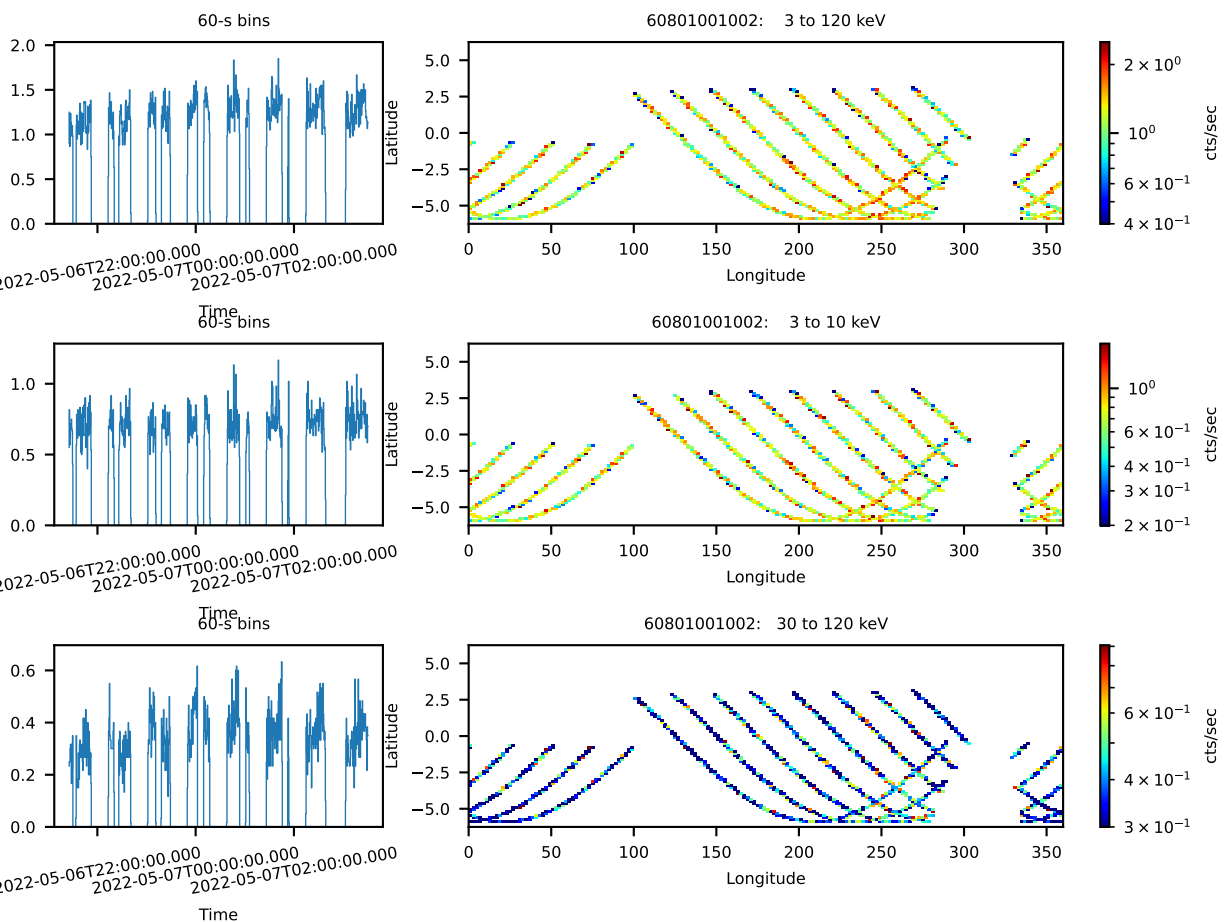 60-s bins
60801001002: 3 to 120 keV
2.0
1.5
1.0
0.5
0.0
2022-05-06T22:00:00.000
2022-05-07T00:00:00.000
2022-05-07T02:00:00.000
Time
Latitude
5.0
2.5
0.0
−2.5
−5.0
0 50 100 150 200 250 300 350
Longitude
2 × 10⁰
10⁰
6 × 10⁻¹
4 × 10⁻¹
cts/sec
60-s bins
60801001002: 3 to 10 keV
1.0
0.5
0.0
2022-05-06T22:00:00.000
2022-05-07T00:00:00.000
2022-05-07T02:00:00.000
Time
Latitude
5.0
2.5
0.0
−2.5
−5.0
0 50 100 150 200 250 300 350
Longitude
10⁰
6 × 10⁻¹
4 × 10⁻¹
3 × 10⁻¹
2 × 10⁻¹
cts/sec
60-s bins
60801001002: 30 to 120 keV
0.6
0.4
0.2
0.0
2022-05-06T22:00:00.000
2022-05-07T00:00:00.000
2022-05-07T02:00:00.000
Time
Latitude
5.0
2.5
0.0
−2.5
−5.0
0 50 100 150 200 250 300 350
Longitude
6 × 10⁻¹
4 × 10⁻¹
3 × 10⁻¹
cts/sec